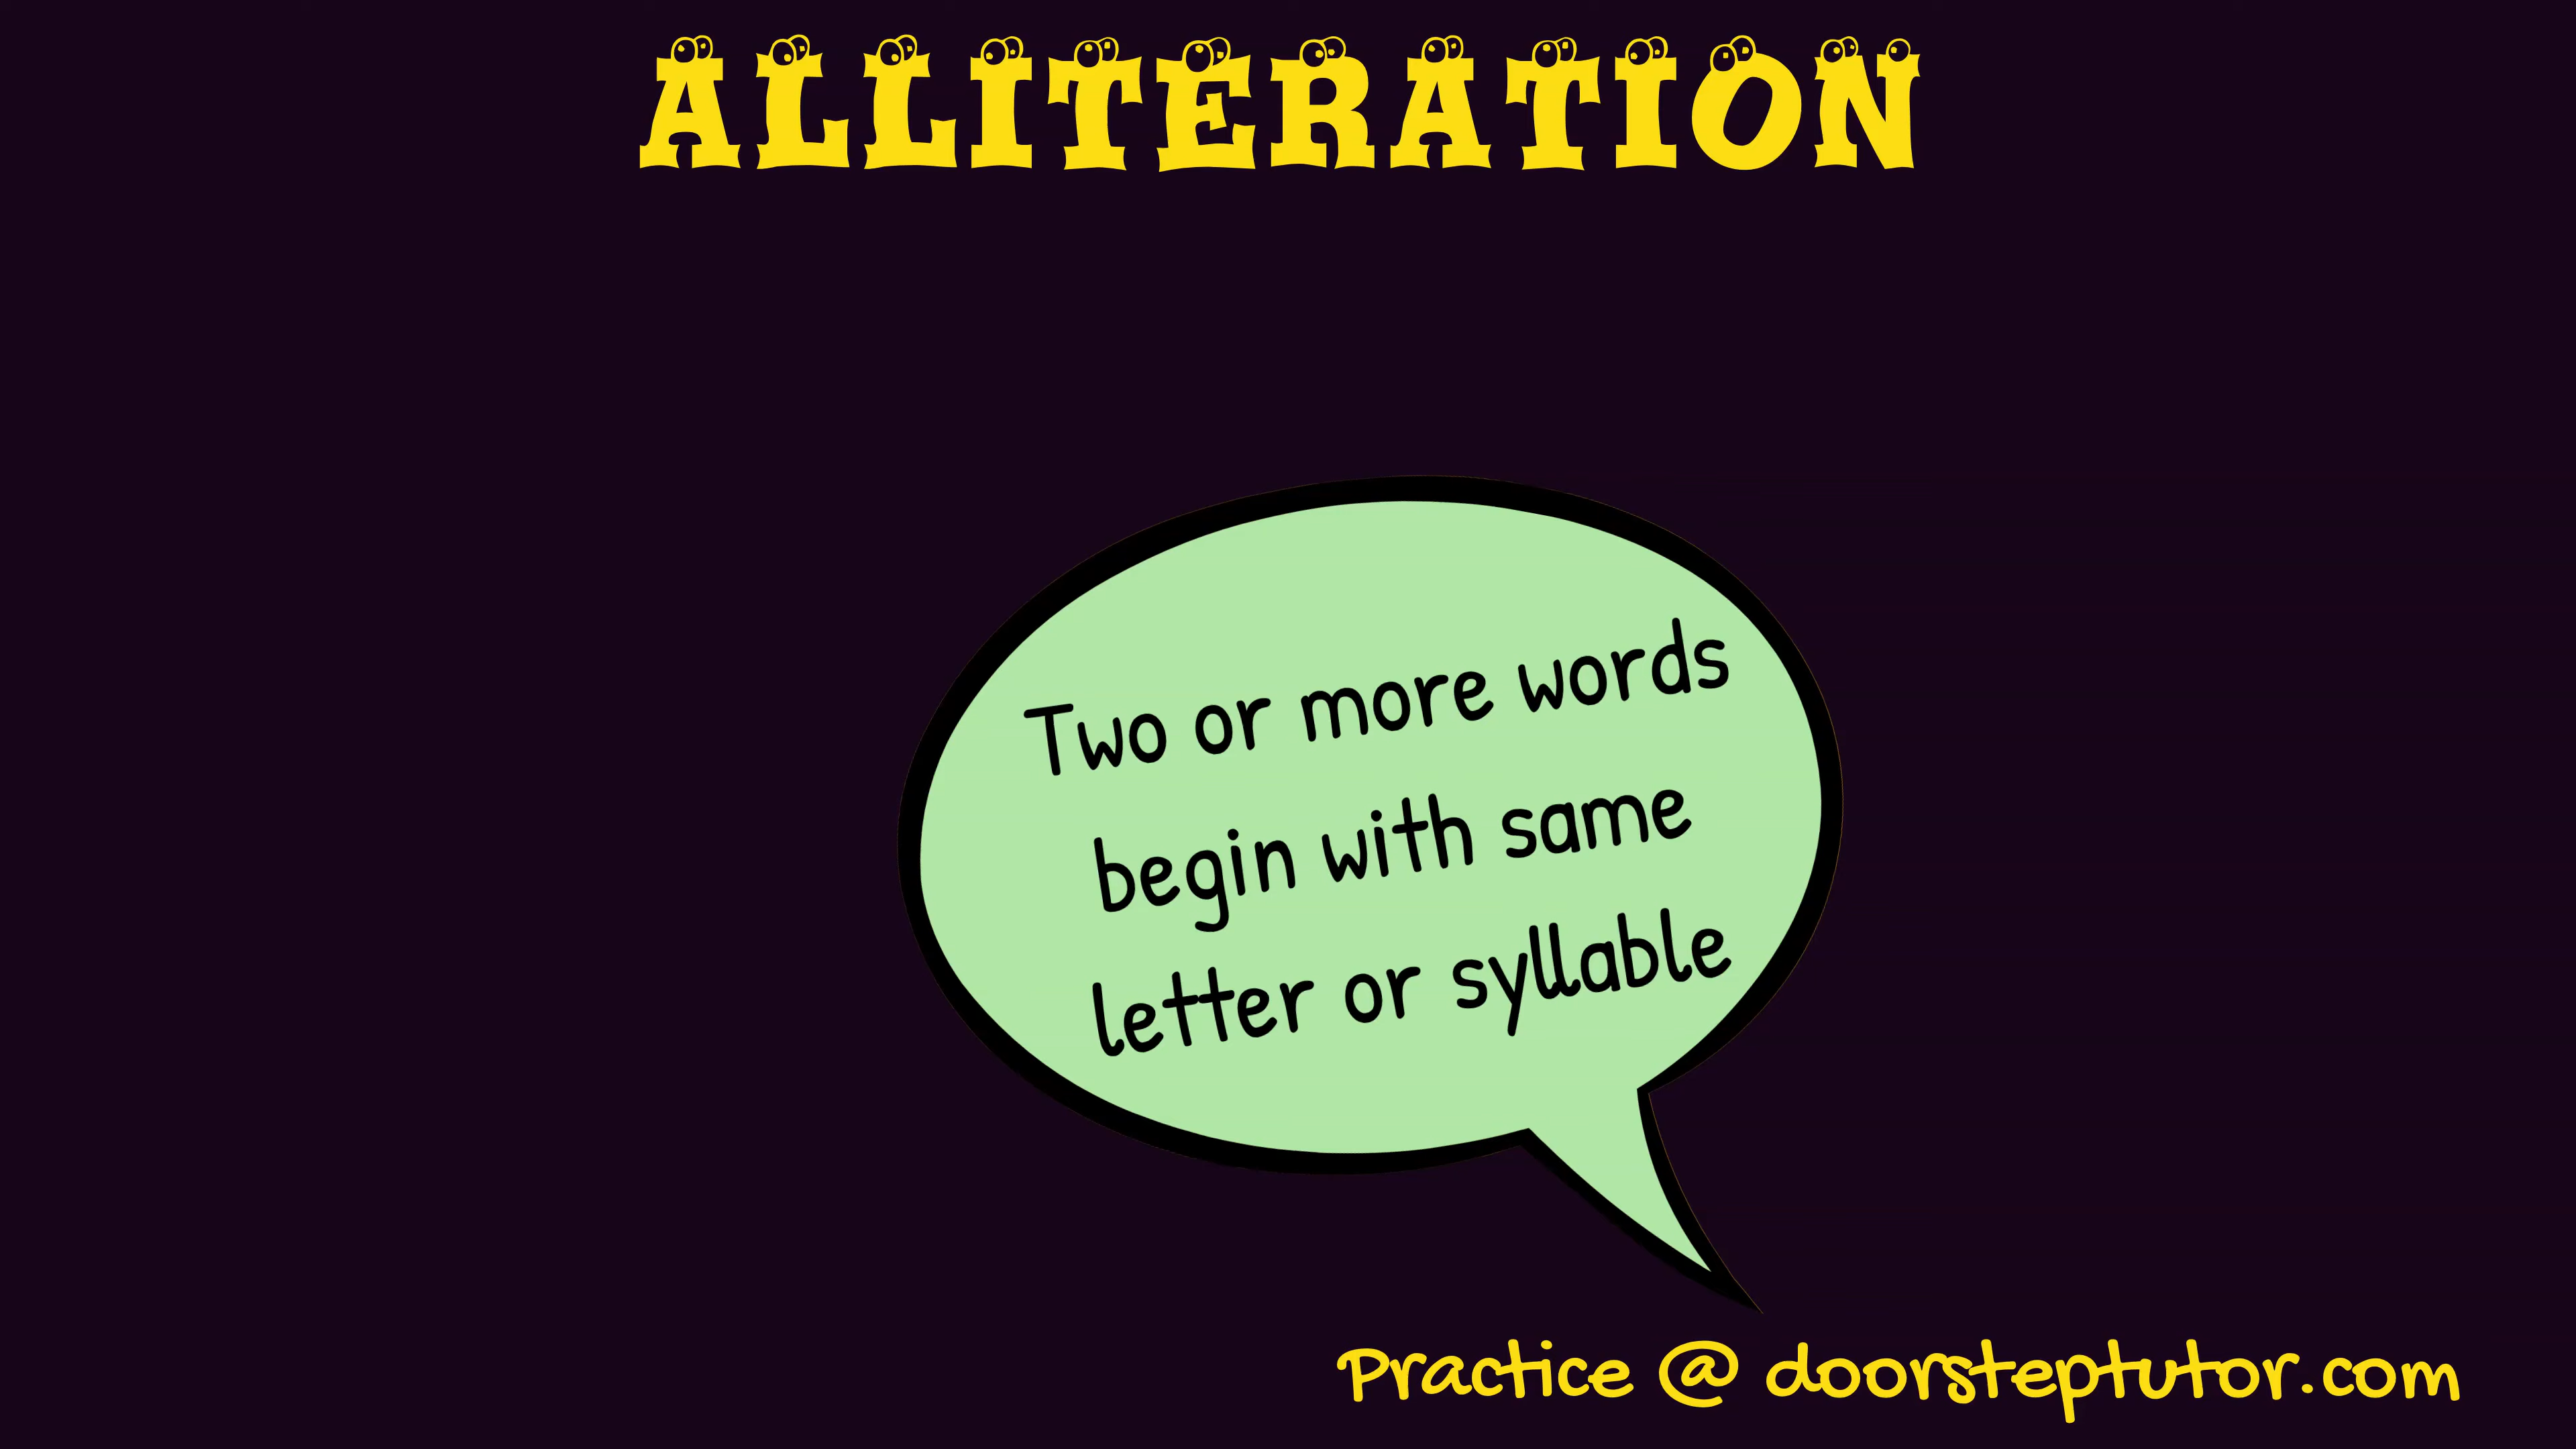 ALLITERATION
Two or more words
begin with same
letter or syllable
Practice @ doorsteptutor.com